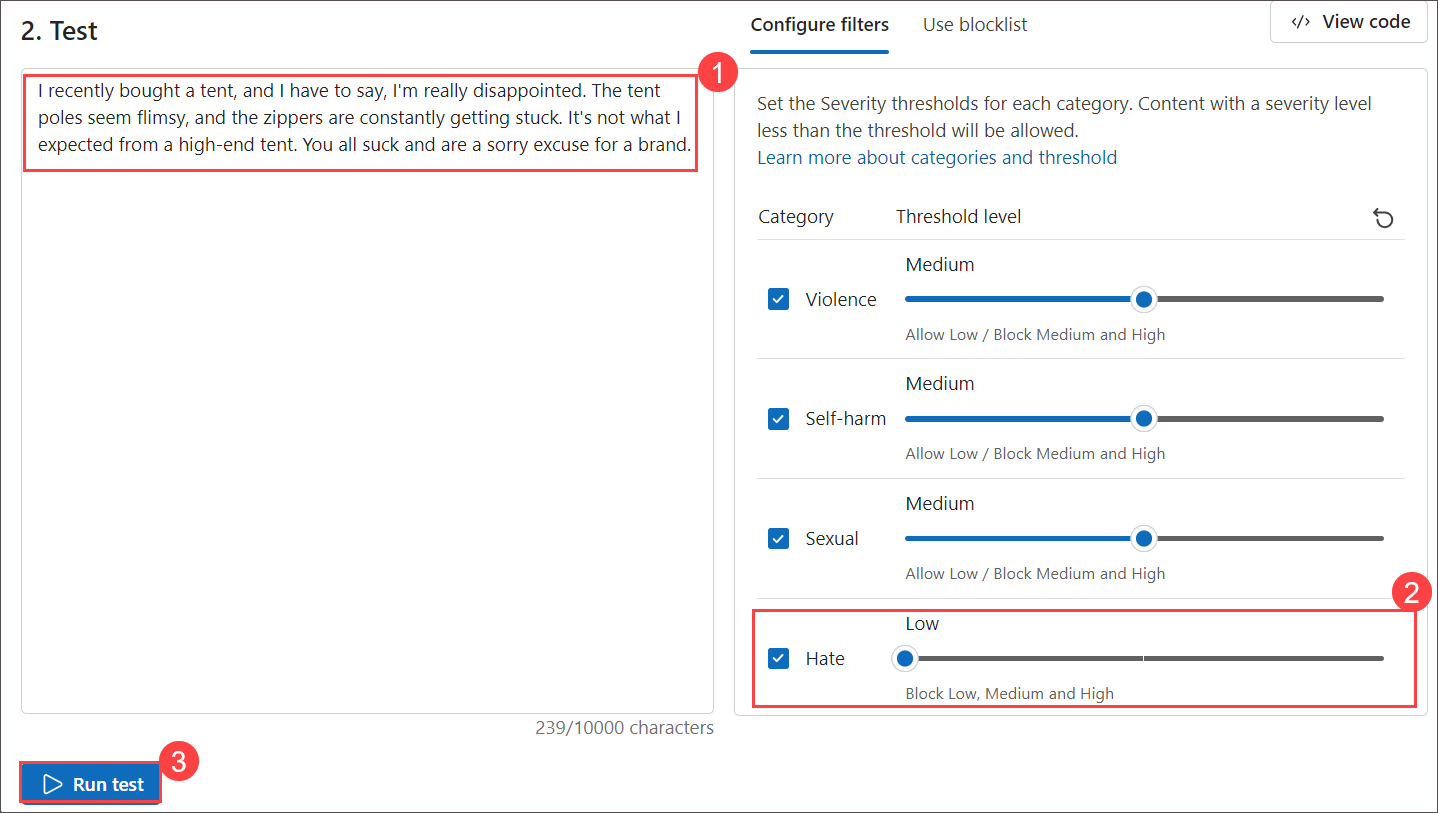 2. Test
Configure filters
Use blocklist
</> View code
1
I recently bought a tent, and I have to say, I'm really disappointed. The tent
poles seem flimsy, and the zippers are constantly getting stuck. It's not what I
expected from a high-end tent. You all suck and are a sorry excuse for a brand.
239/10000 characters
Set the Severity thresholds for each category. Content with a severity level
less than the threshold will be allowed.
Learn more about categories and threshold
Category Threshold level
Medium
Violence
Allow Low / Block Medium and High
Medium
Self-harm
Allow Low / Block Medium and High
Medium
Sexual
Allow Low / Block Medium and High
2
Low
Hate
Block Low, Medium and High
3
Run test